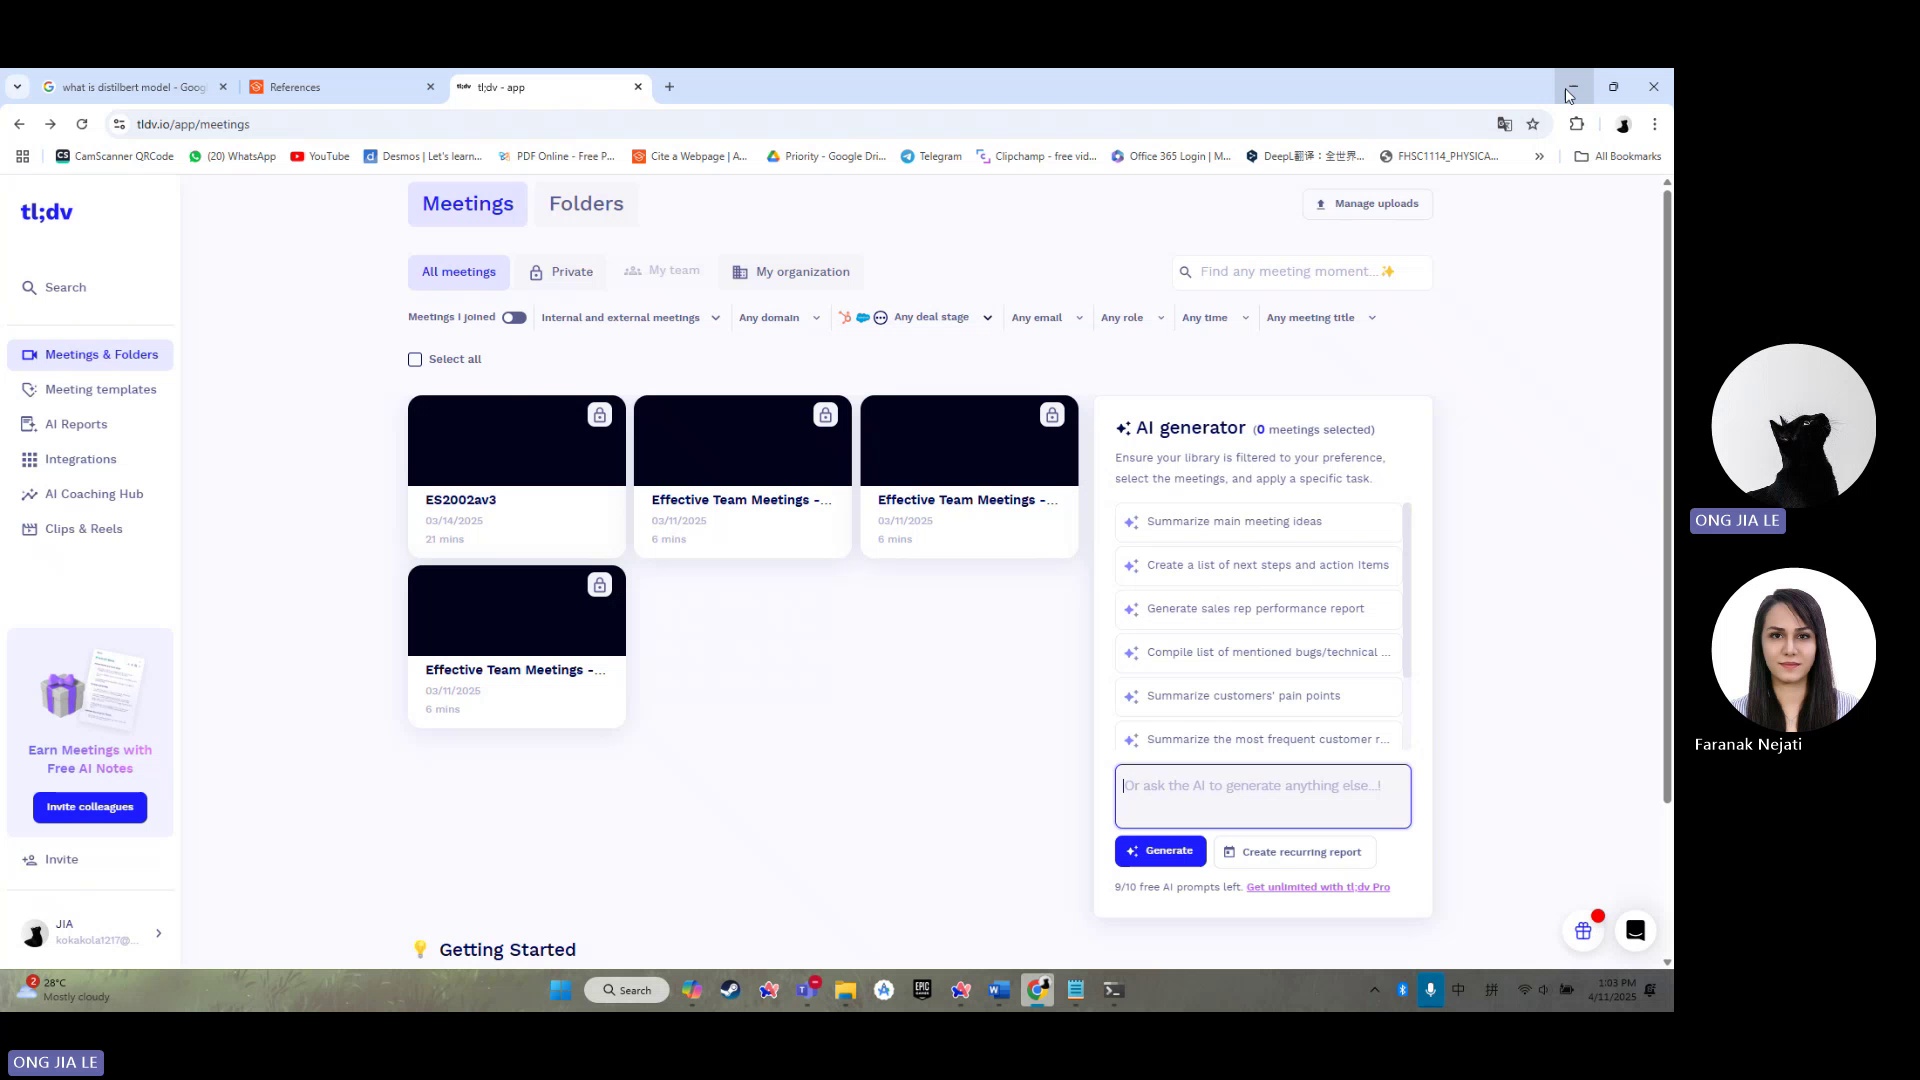 what is distilbert model - Goog
References
tl;dv tl;dv - app
tldv.io/app/meetings
CamScanner QRCode
(20) WhatsApp
YouTube
Desmos | Let's learn...
PDF Online - Free P...
Cite a Webpage | A...
Priority - Google Dri...
Telegram
Clipchamp - free vid...
Office 365 Login | M...
DeepL翻译：全世界...
FHSC1114_PHYSICA...
»
All Bookmarks
tl;dv
Search
Meetings & Folders
Meeting templates
AI Reports
Integrations
AI Coaching Hub
Clips & Reels
Earn Meetings with
Free AI Notes
Invite colleagues
Invite
JIA
kokakola1217@...
Meetings
Folders
Manage uploads
All meetings
Private
My team
My organization
Find any meeting moment...✨
Meetings I joined
Internal and external meetings
Any domain
Any deal stage
Any email
Any role
Any time
Any meeting title
Select all
ES2002av3
03/14/2025
21 mins
Effective Team Meetings -...
03/11/2025
6 mins
Effective Team Meetings -...
03/11/2025
6 mins
Effective Team Meetings -...
03/11/2025
6 mins
AI generator (0 meetings selected)
Ensure your library is filtered to your preference,
select the meetings, and apply a specific task.
Summarize main meeting ideas
Create a list of next steps and action items
Generate sales rep performance report
Compile list of mentioned bugs/technical ...
Summarize customers' pain points
Summarize the most frequent customer r...
Or ask the AI to generate anything else...!
Generate
Create recurring report
9/10 free AI prompts left. Get unlimited with tl;dv Pro
Getting Started
2
28°C
Mostly cloudy
Search
EPIC
GAMES
中
拼
1:03 PM
4/11/2025
ONG JIA LE
Faranak Nejati
ONG JIA LE